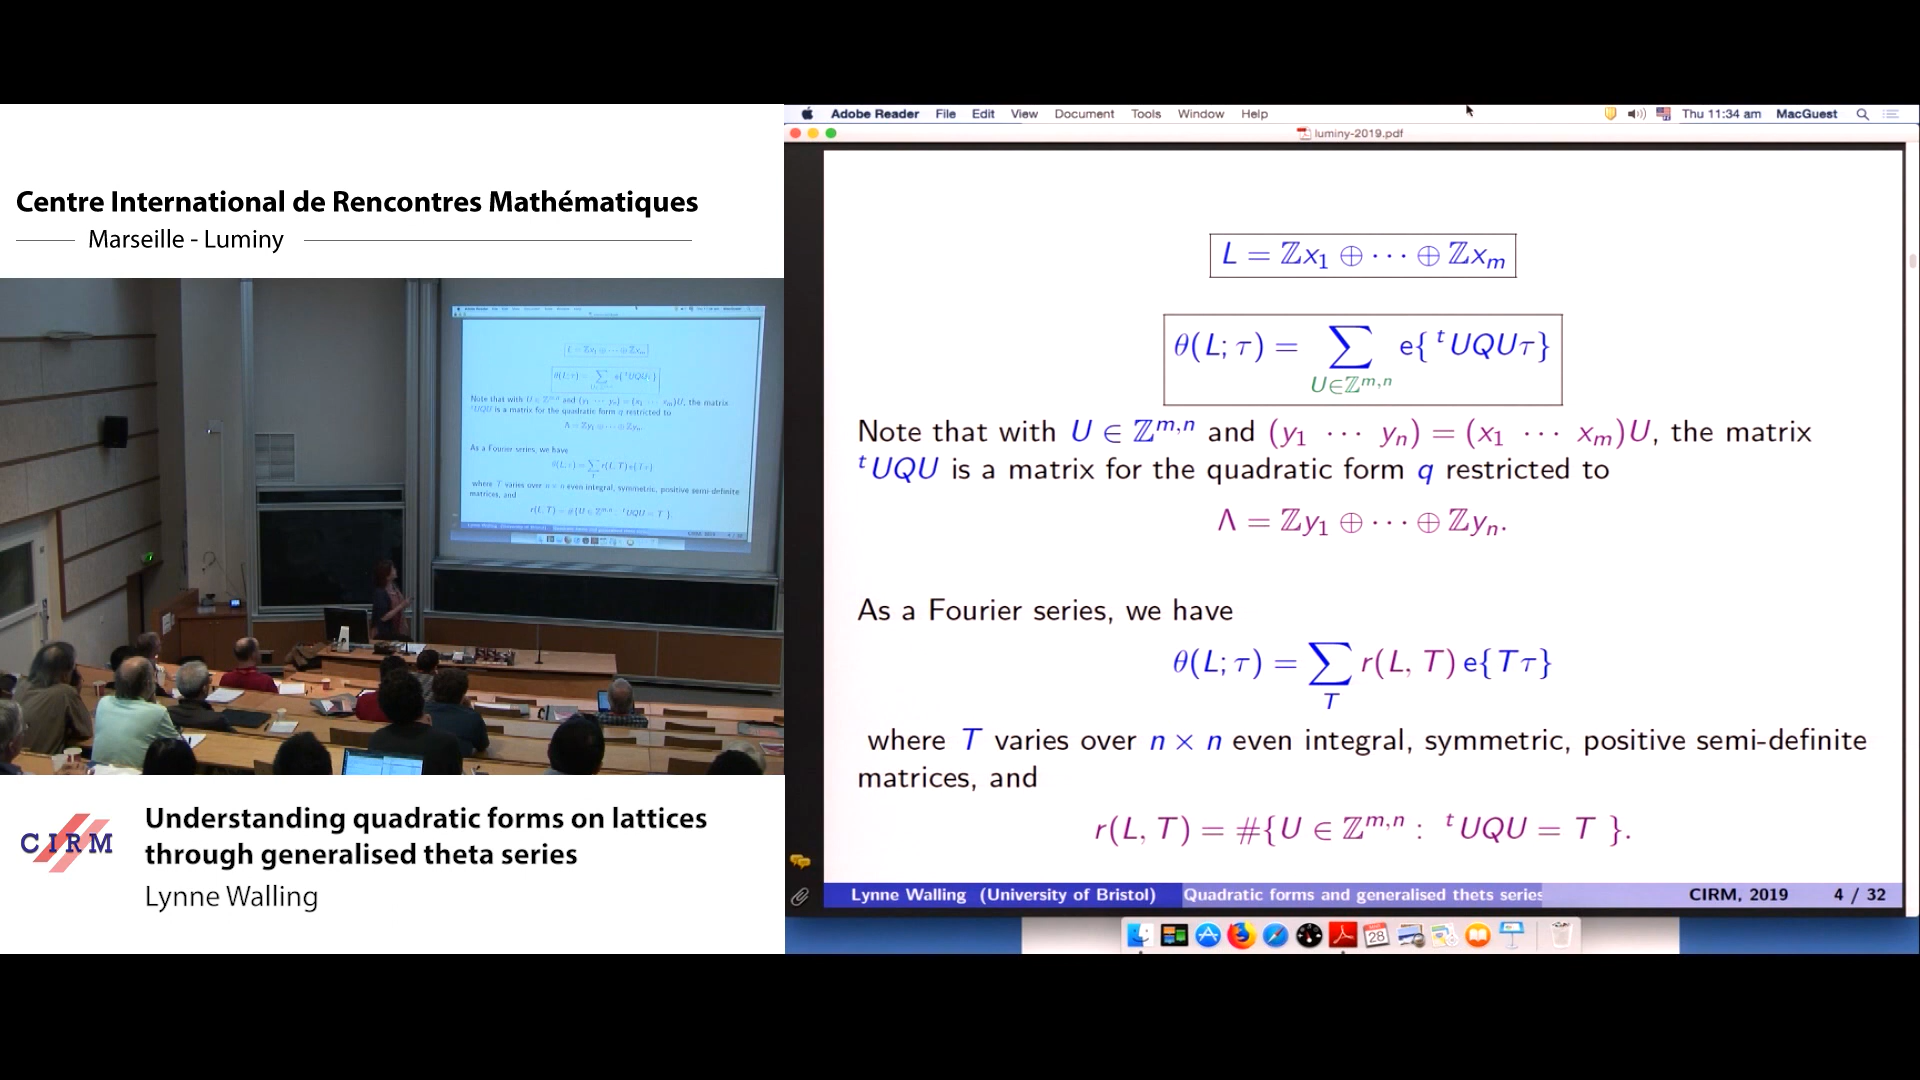 Centre International de Rencontres Mathématiques
Marseille - Luminy
Adobe Reader File Edit View Document Tools Window Help Thu 11:34 am MacGuest
luminy-2019.pdf
L = ℤx₁ ⊕ ⋯ ⊕ ℤxₘ
θ(L; τ) = ∑ e{ ᵗUQUτ}
U∈ℤᵐ,ⁿ
Note that with U ∈ ℤᵐ,ⁿ and (y₁ ⋯ yₙ) = (x₁ ⋯ xₘ)U, the matrix
ᵗUQU is a matrix for the quadratic form q restricted to
Λ = ℤy₁ ⊕ ⋯ ⊕ ℤyₙ.
As a Fourier series, we have
θ(L; τ) = ∑ r(L, T) e{Tτ}
T
where T varies over n × n even integral, symmetric, positive semi-definite
matrices, and
r(L, T) = #{U ∈ ℤᵐ,ⁿ : ᵗUQU = T }.
Lynne Walling (University of Bristol) Quadratic forms and generalised thets series CIRM, 2019 4 / 32
28
CIRM
Understanding quadratic forms on lattices
through generalised theta series
Lynne Walling